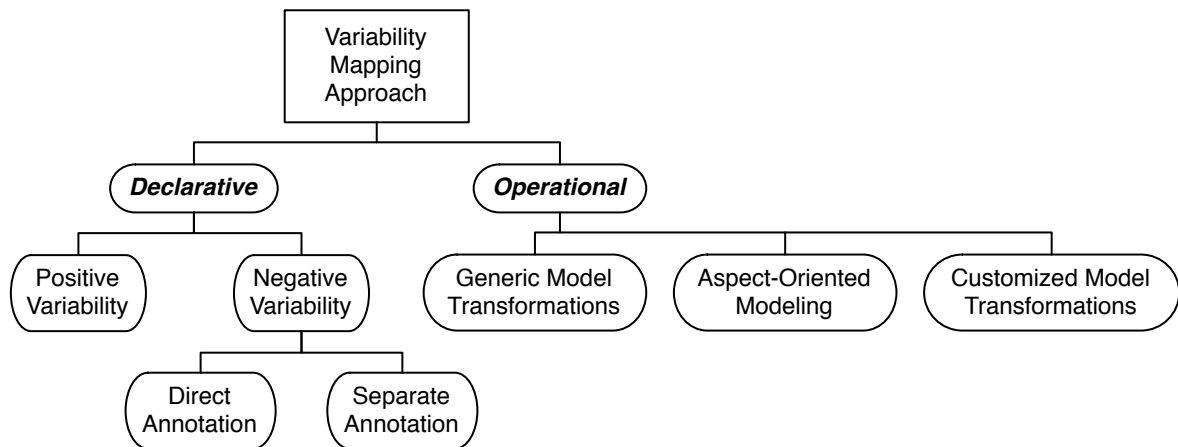 Variability
Mapping
Approach
Declarative
Operational
Positive
Variability
Negative
Variability
Generic Model
Transformations
Aspect-Oriented
Modeling
Customized Model
Transformations
Direct
Annotation
Separate
Annotation